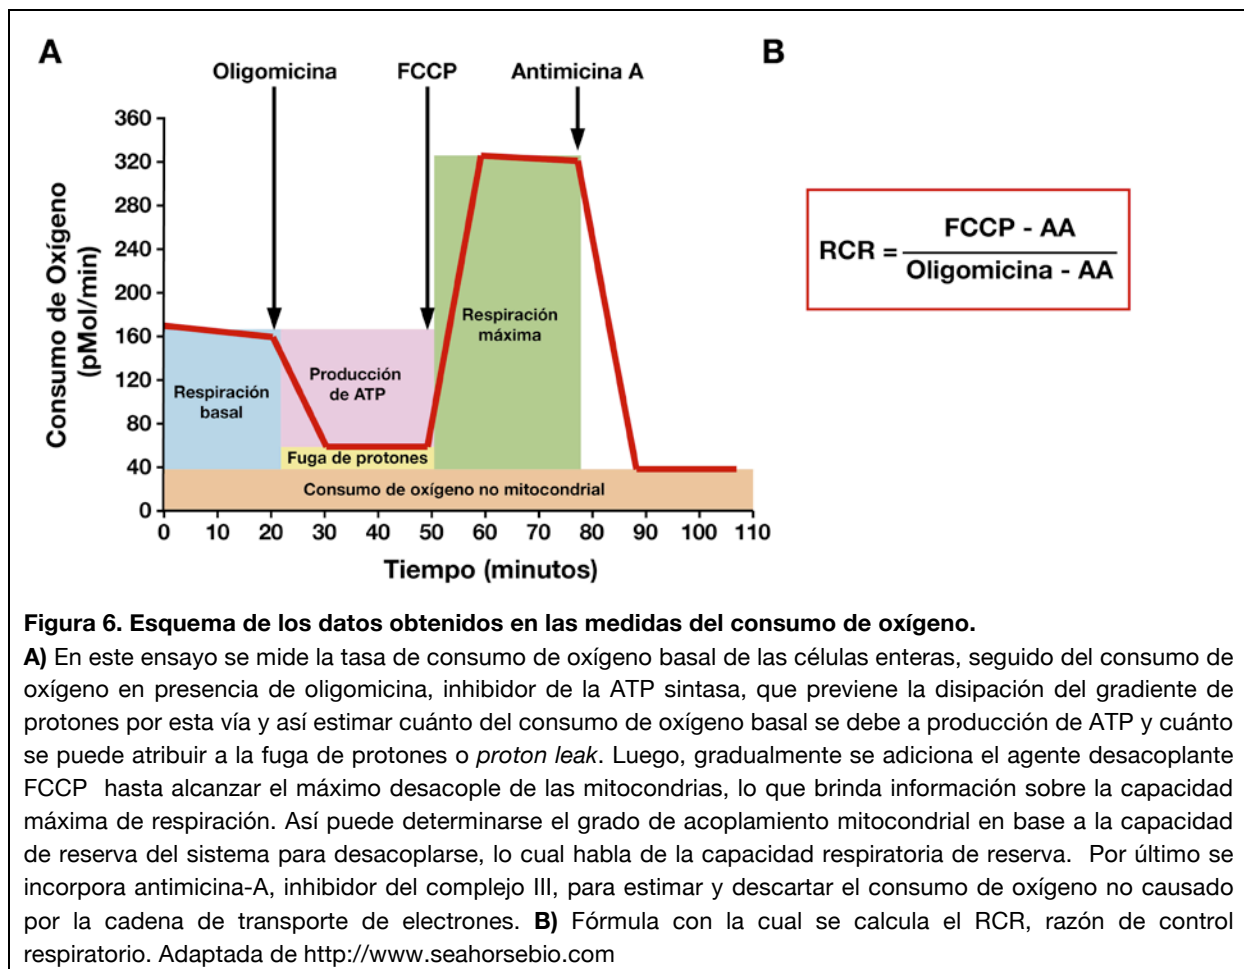 A
B
Oligomicina
FCCP
Antimicina A
Consumo de Oxígeno
(pMol/min)
360
320
280
240
200
160
120
80
40
0
Respiración
basal
Producción
de ATP
Fuga de protones
Respiración
máxima
Consumo de oxígeno no mitocondrial
0 10 20 30 40 50 60 70 80 90 100 110
Tiempo (minutos)
RCR = FCCP - AA
Oligomicina - AA
Figura 6. Esquema de los datos obtenidos en las medidas del consumo de oxígeno.
A) En este ensayo se mide la tasa de consumo de oxígeno basal de las células enteras, seguido del consumo de
oxígeno en presencia de oligomicina, inhibidor de la ATP sintasa, que previene la disipación del gradiente de
protones por esta vía y así estimar cuánto del consumo de oxígeno basal se debe a producción de ATP y cuánto
se puede atribuir a la fuga de protones o proton leak. Luego, gradualmente se adiciona el agente desacoplante
FCCP hasta alcanzar el máximo desacople de las mitocondrias, lo que brinda información sobre la capacidad
máxima de respiración. Así puede determinarse el grado de acoplamiento mitocondrial en base a la capacidad
de reserva del sistema para desacoplarse, lo cual habla de la capacidad respiratoria de reserva. Por último se
incorpora antimicina-A, inhibidor del complejo III, para estimar y descartar el consumo de oxígeno no causado
por la cadena de transporte de electrones. B) Fórmula con la cual se calcula el RCR, razón de control
respiratorio. Adaptada de http://www.seahorsebio.com